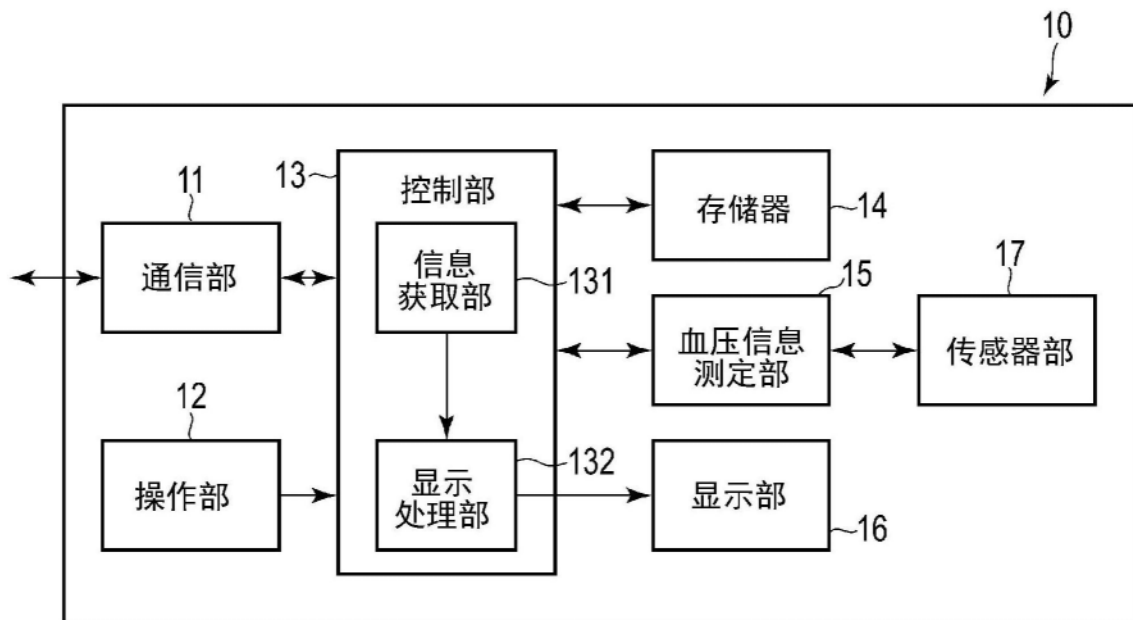 10
11
通信部
13
控制部
信息
获取部
131
存储器
14
15
血压信息
测定部
17
传感器部
12
操作部
显示
处理部
132
显示部
16